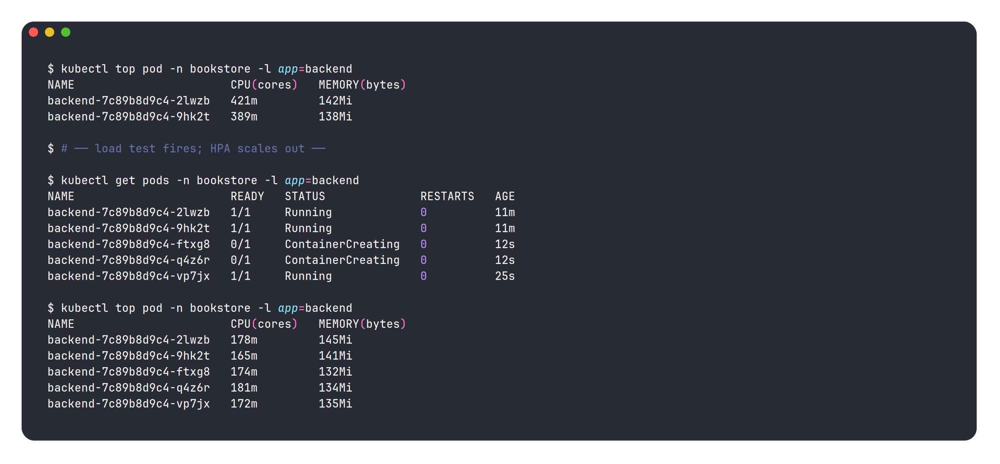 $ kubectl top pod -n bookstore -l app=backend
NAME                       CPU(cores)   MEMORY(bytes)
backend-7c89b8d9c4-2lwzb   421m         142Mi
backend-7c89b8d9c4-9hk2t   389m         138Mi

$ # —— load test fires; HPA scales out ——

$ kubectl get pods -n bookstore -l app=backend
NAME                       READY   STATUS              RESTARTS   AGE
backend-7c89b8d9c4-2lwzb   1/1     Running             0          11m
backend-7c89b8d9c4-9hk2t   1/1     Running             0          11m
backend-7c89b8d9c4-ftxg8   0/1     ContainerCreating   0          12s
backend-7c89b8d9c4-q4z6r   0/1     ContainerCreating   0          12s
backend-7c89b8d9c4-vp7jx   1/1     Running             0          25s

$ kubectl top pod -n bookstore -l app=backend
NAME                       CPU(cores)   MEMORY(bytes)
backend-7c89b8d9c4-2lwzb   178m         145Mi
backend-7c89b8d9c4-9hk2t   165m         141Mi
backend-7c89b8d9c4-ftxg8   174m         132Mi
backend-7c89b8d9c4-q4z6r   181m         134Mi
backend-7c89b8d9c4-vp7jx   172m         135Mi